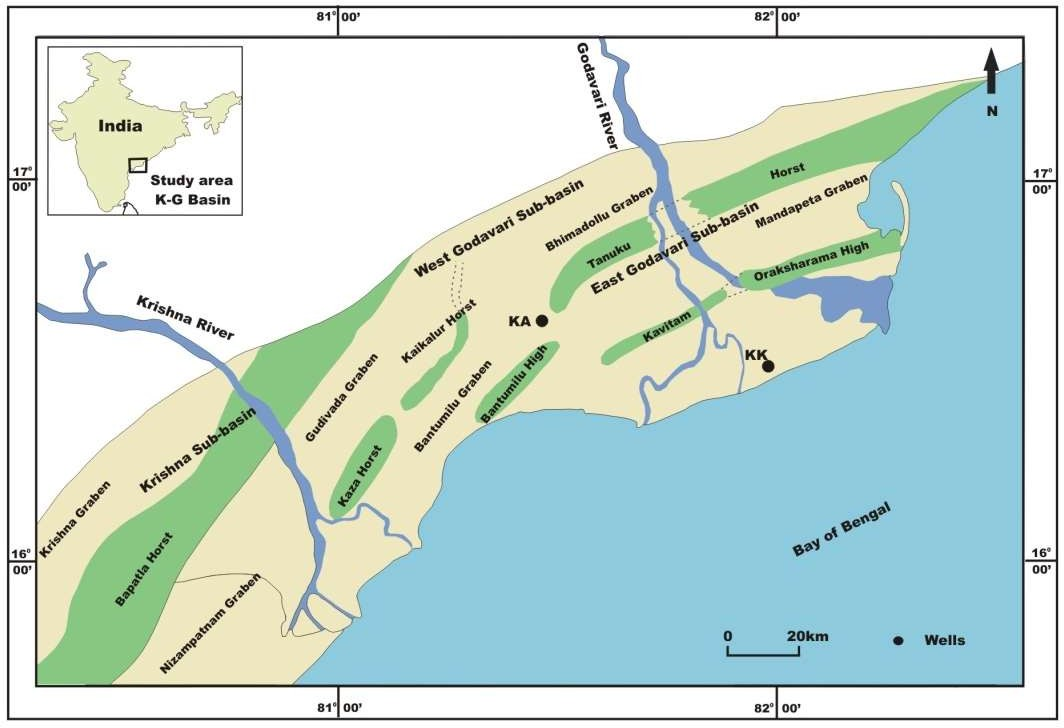 81° 00'
82° 00'
India
Study area
K-G Basin
Godavari River
N
17°
00'
17°
00'
Horst
Mandapeta Graben
West Godavari Sub-basin
Bhimadollu Graben
Tanuku
East Godavari Sub-basin
Oraksharama High
Krishna River
KA
Kavitam
Kaikalur Horst
KK
Gudivada Graben
Bantumilu Graben
Bantumilu High
Krishna Sub-basin
Kaza Horst
Krishna Graben
Bapatla Horst
Nizampatnam Graben
Bay of Bengal
16°
00'
16°
00'
0 20km
Wells
81° 00'
82° 00'